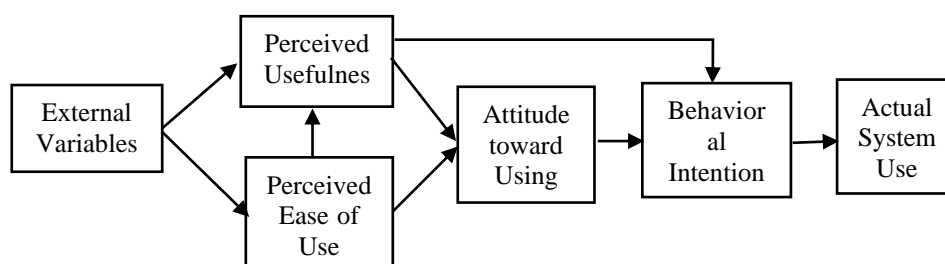 External
Variables
Perceived
Usefulnes
Perceived
Ease of
Use
Attitude
toward
Using
Behavior
al
Intention
Actual
System
Use